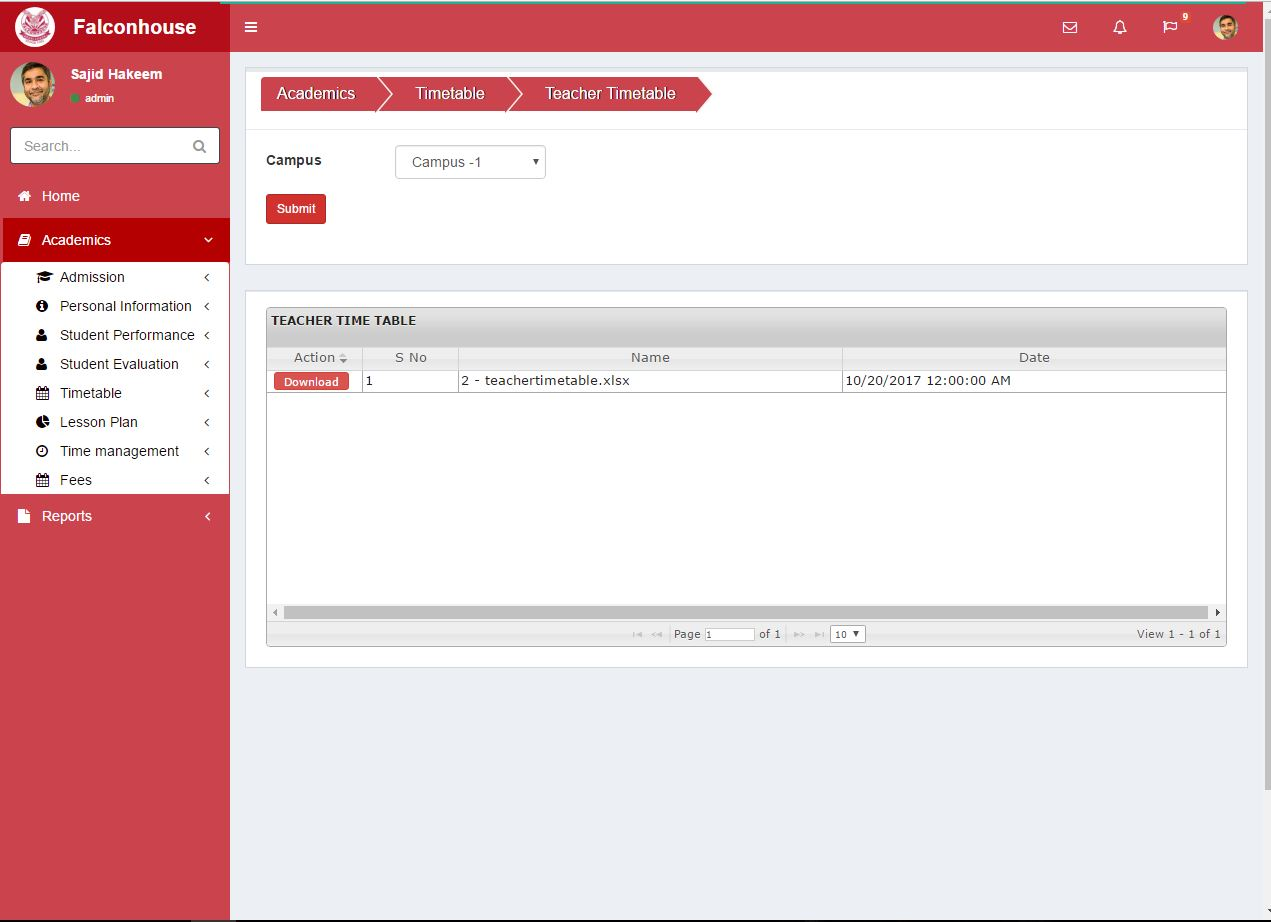 Falconhouse
9
Sajid Hakeem
admin
Search...
Home
Academics
Admission
Personal Information
Student Performance
Student Evaluation
Timetable
Lesson Plan
Time management
Fees
Reports
Academics Timetable Teacher Timetable
Campus Campus -1
Submit
TEACHER TIME TABLE
Action S No Name Date
Download 1 2 - teachertimetable.xlsx 10/20/2017 12:00:00 AM
Page 1 of 1 10 View 1 - 1 of 1